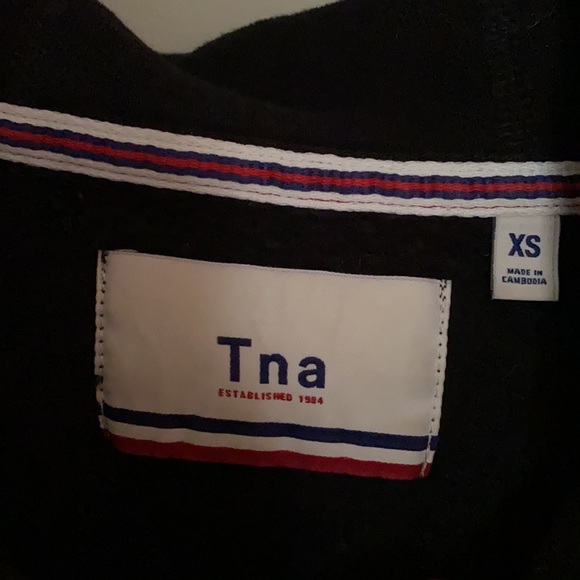 XS
MADE IN
CAMBODIA
Tna
ESTABLISHED 1984